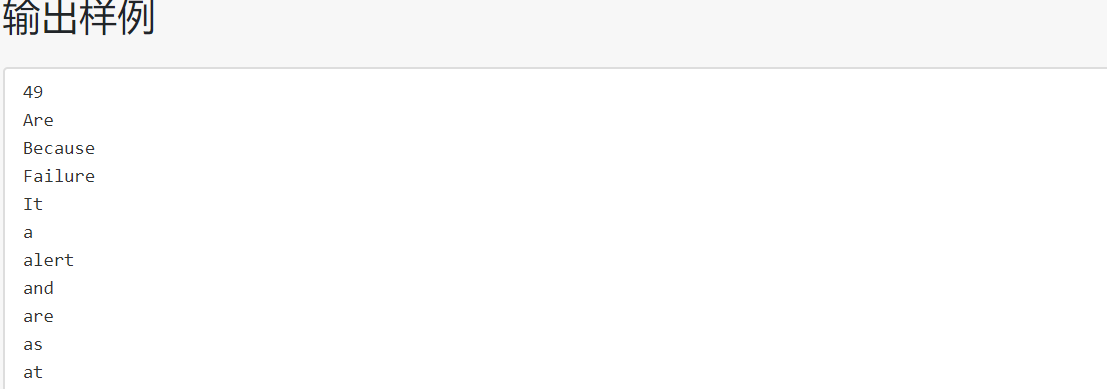 输出样例
49
Are
Because
Failure
It
a
alert
and
are
as
at